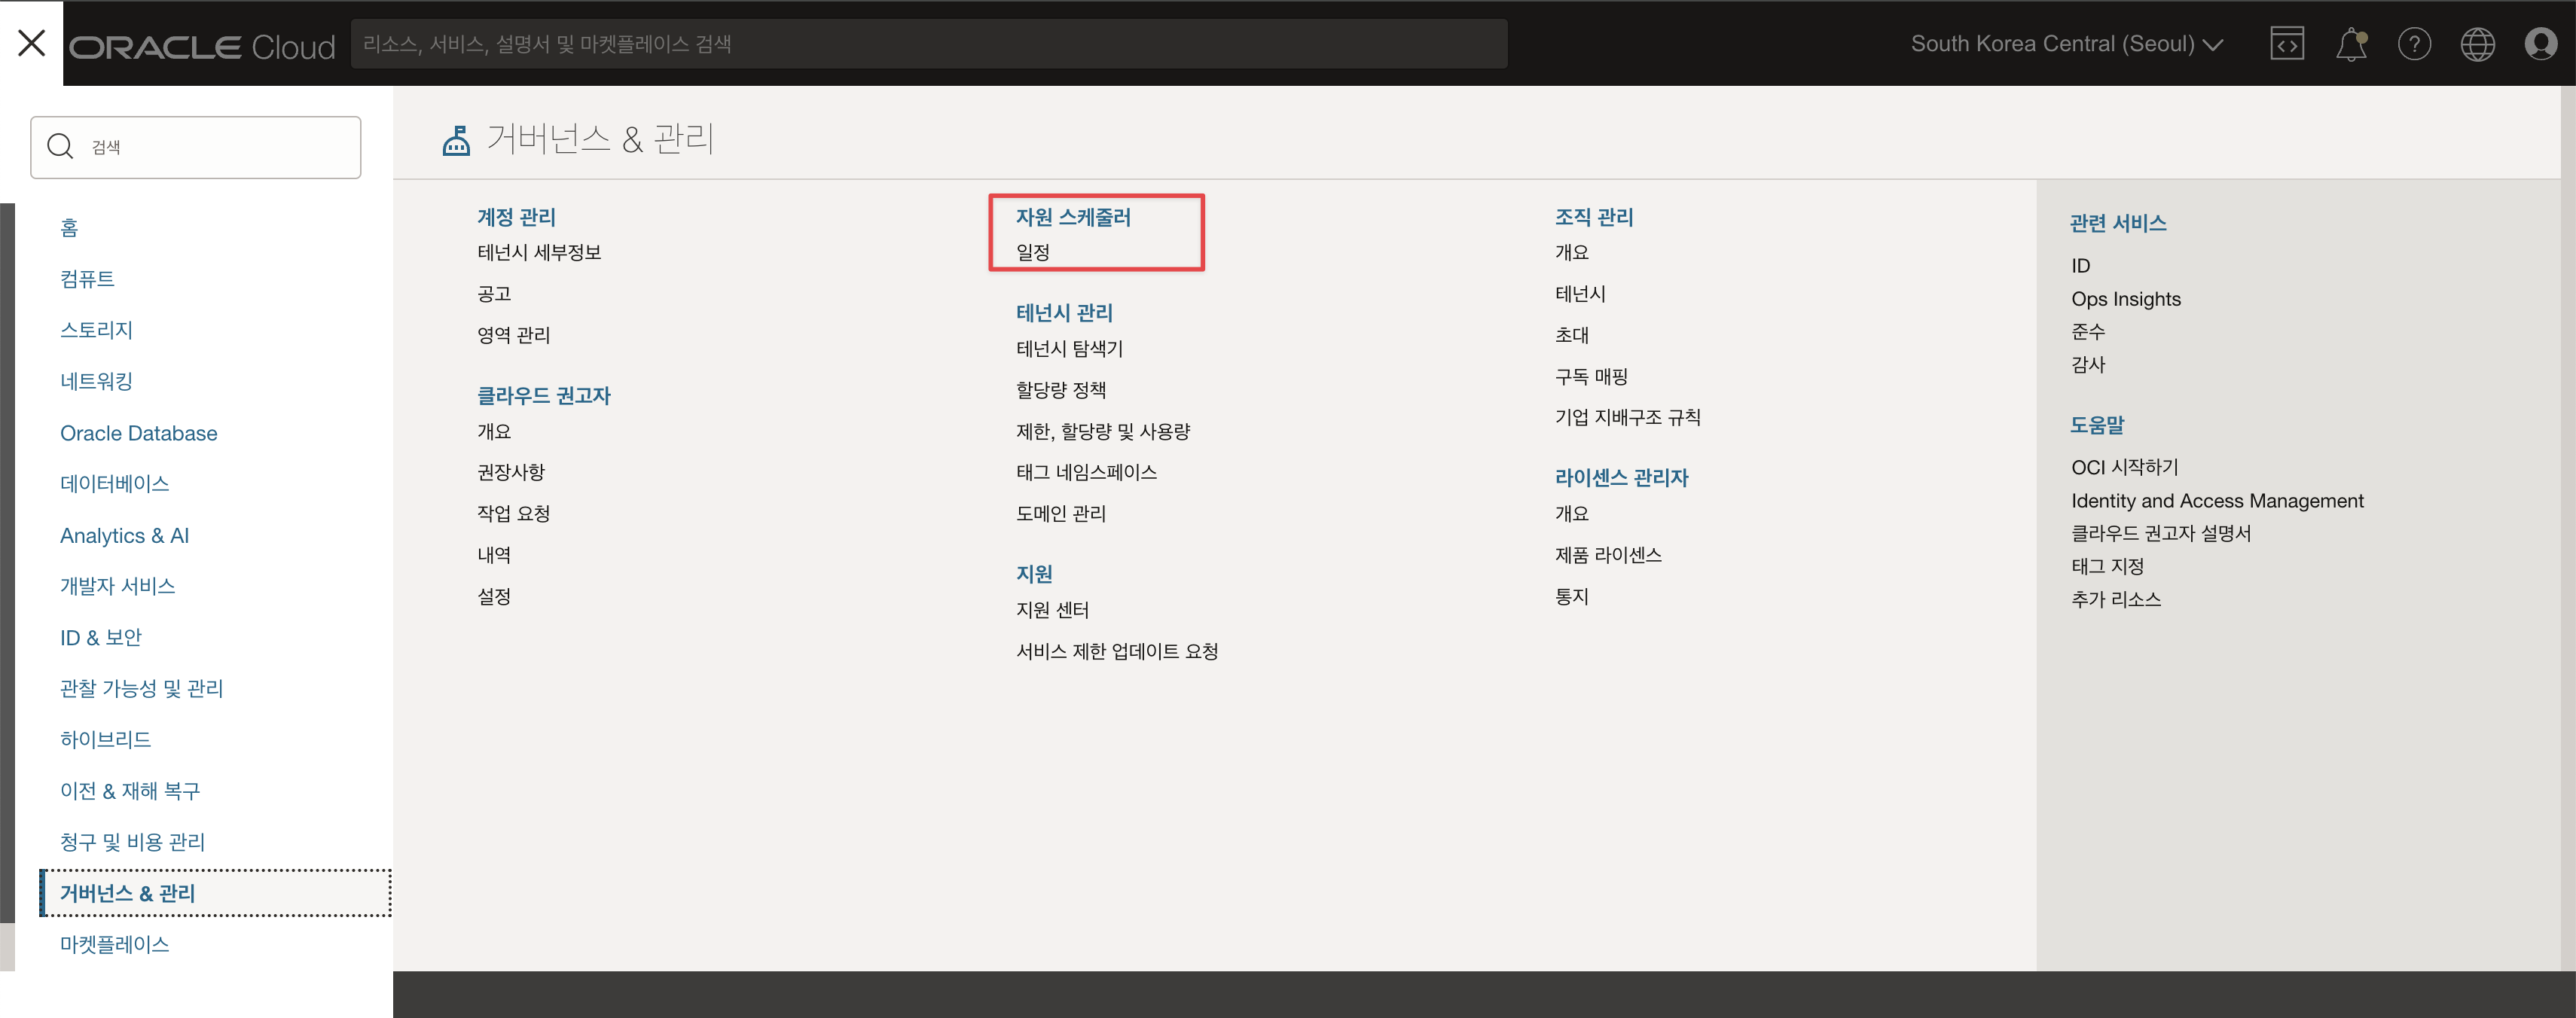 ORACLE Cloud
리소스, 서비스, 설명서 및 마켓플레이스 검색
South Korea Central (Seoul)
검색
홈
컴퓨트
스토리지
네트워킹
Oracle Database
데이터베이스
Analytics & AI
개발자 서비스
ID & 보안
관찰 가능성 및 관리
하이브리드
이전 & 재해 복구
청구 및 비용 관리
거버넌스 & 관리
마켓플레이스
거버넌스 & 관리
계정 관리
테넌시 세부정보
공고
영역 관리
클라우드 권고자
개요
권장사항
작업 요청
내역
설정
자원 스케줄러
일정
테넌시 관리
테넌시 탐색기
할당량 정책
제한, 할당량 및 사용량
태그 네임스페이스
도메인 관리
지원
지원 센터
서비스 제한 업데이트 요청
조직 관리
개요
테넌시
초대
구독 매핑
기업 지배구조 규칙
라이센스 관리자
개요
제품 라이센스
통지
관련 서비스
ID
Ops Insights
준수
감사
도움말
OCI 시작하기
Identity and Access Management
클라우드 권고자 설명서
태그 지정
추가 리소스